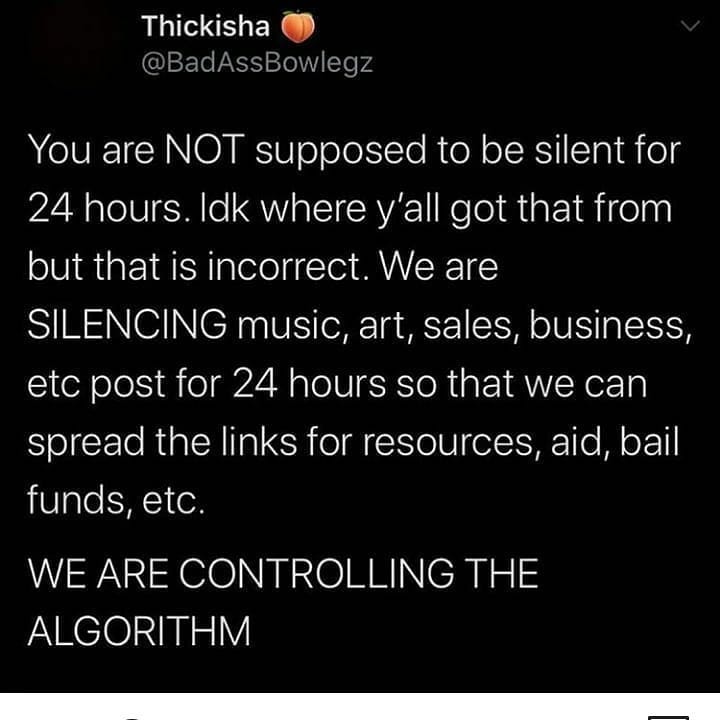 Thickisha 🍑
@BadAssBowlegz
You are NOT supposed to be silent for
24 hours. Idk where y'all got that from
but that is incorrect. We are
SILENCING music, art, sales, business,
etc post for 24 hours so that we can
spread the links for resources, aid, bail
funds, etc.
WE ARE CONTROLLING THE
ALGORITHM